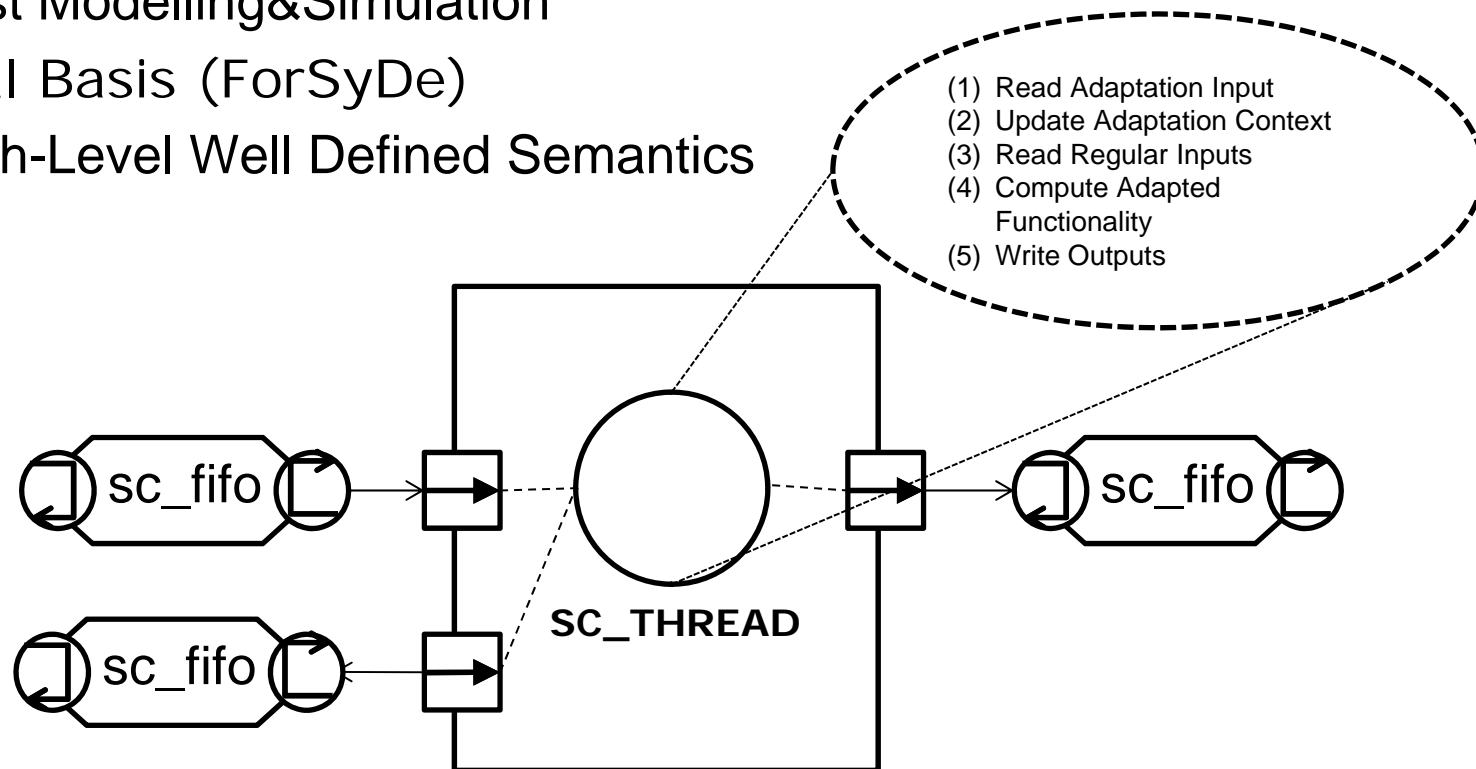 st Modelling&Simulation
l Basis (ForSyDe)
h-Level Well Defined Semantics
(1) Read Adaptation Input
(2) Update Adaptation Context
(3) Read Regular Inputs
(4) Compute Adapted
Functionality
(5) Write Outputs
sc_fifo
sc_fifo
SC_THREAD
sc_fifo